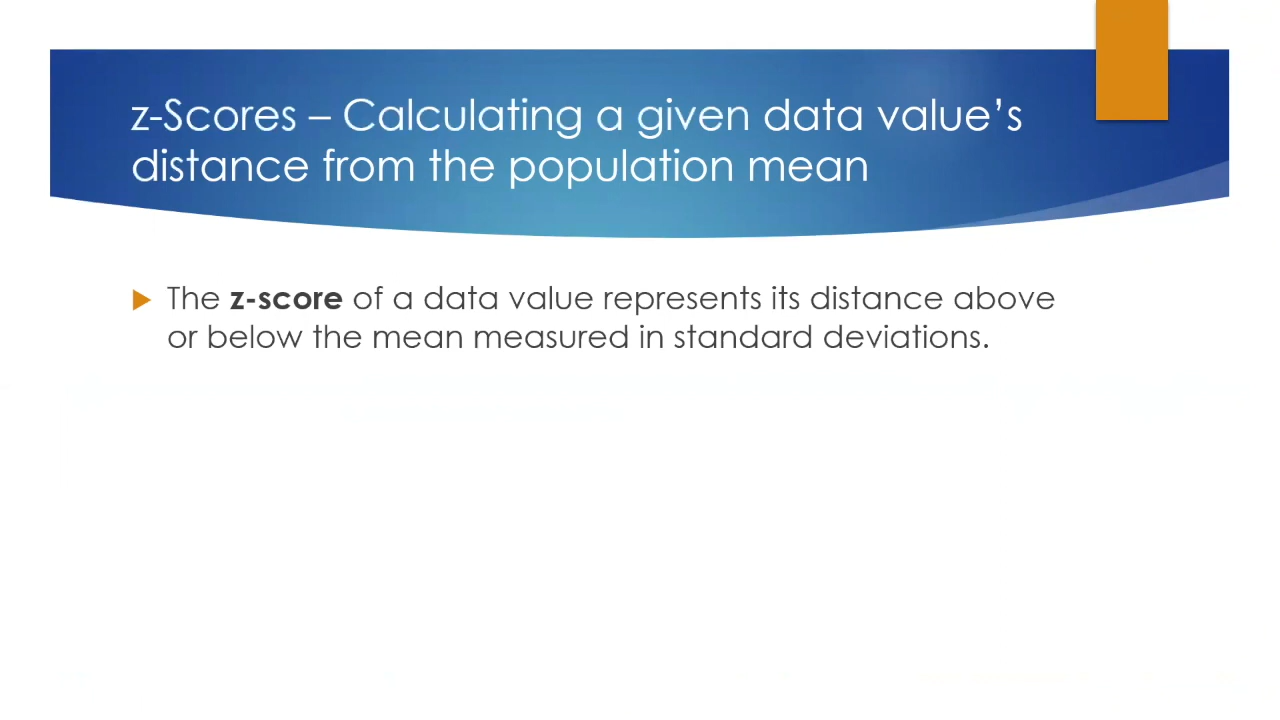 z-Scores – Calculating a given data value’s
distance from the population mean
The z-score of a data value represents its distance above
or below the mean measured in standard deviations.